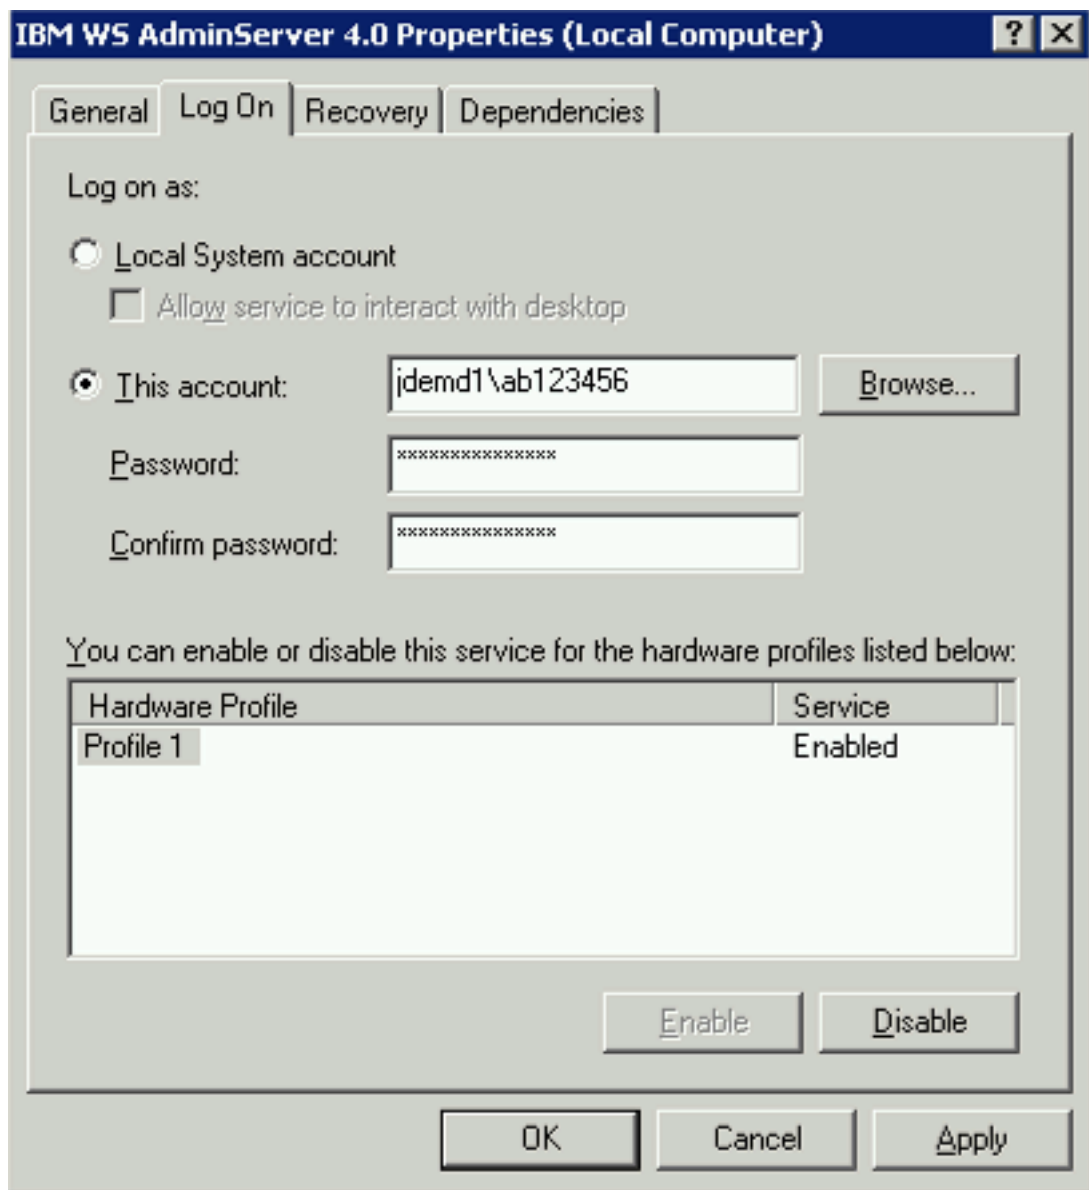 IBM WS AdminServer 4.0 Properties (Local Computer) ? X
General Log On Recovery Dependencies
Log on as:
Local System account
Allow service to interact with desktop
This account: jdemd1\ab123456 Browse...
Password: ***************
Confirm password: ***************
You can enable or disable this service for the hardware profiles listed below:
Hardware Profile Service
Profile 1 Enabled
Enable Disable
OK Cancel Apply